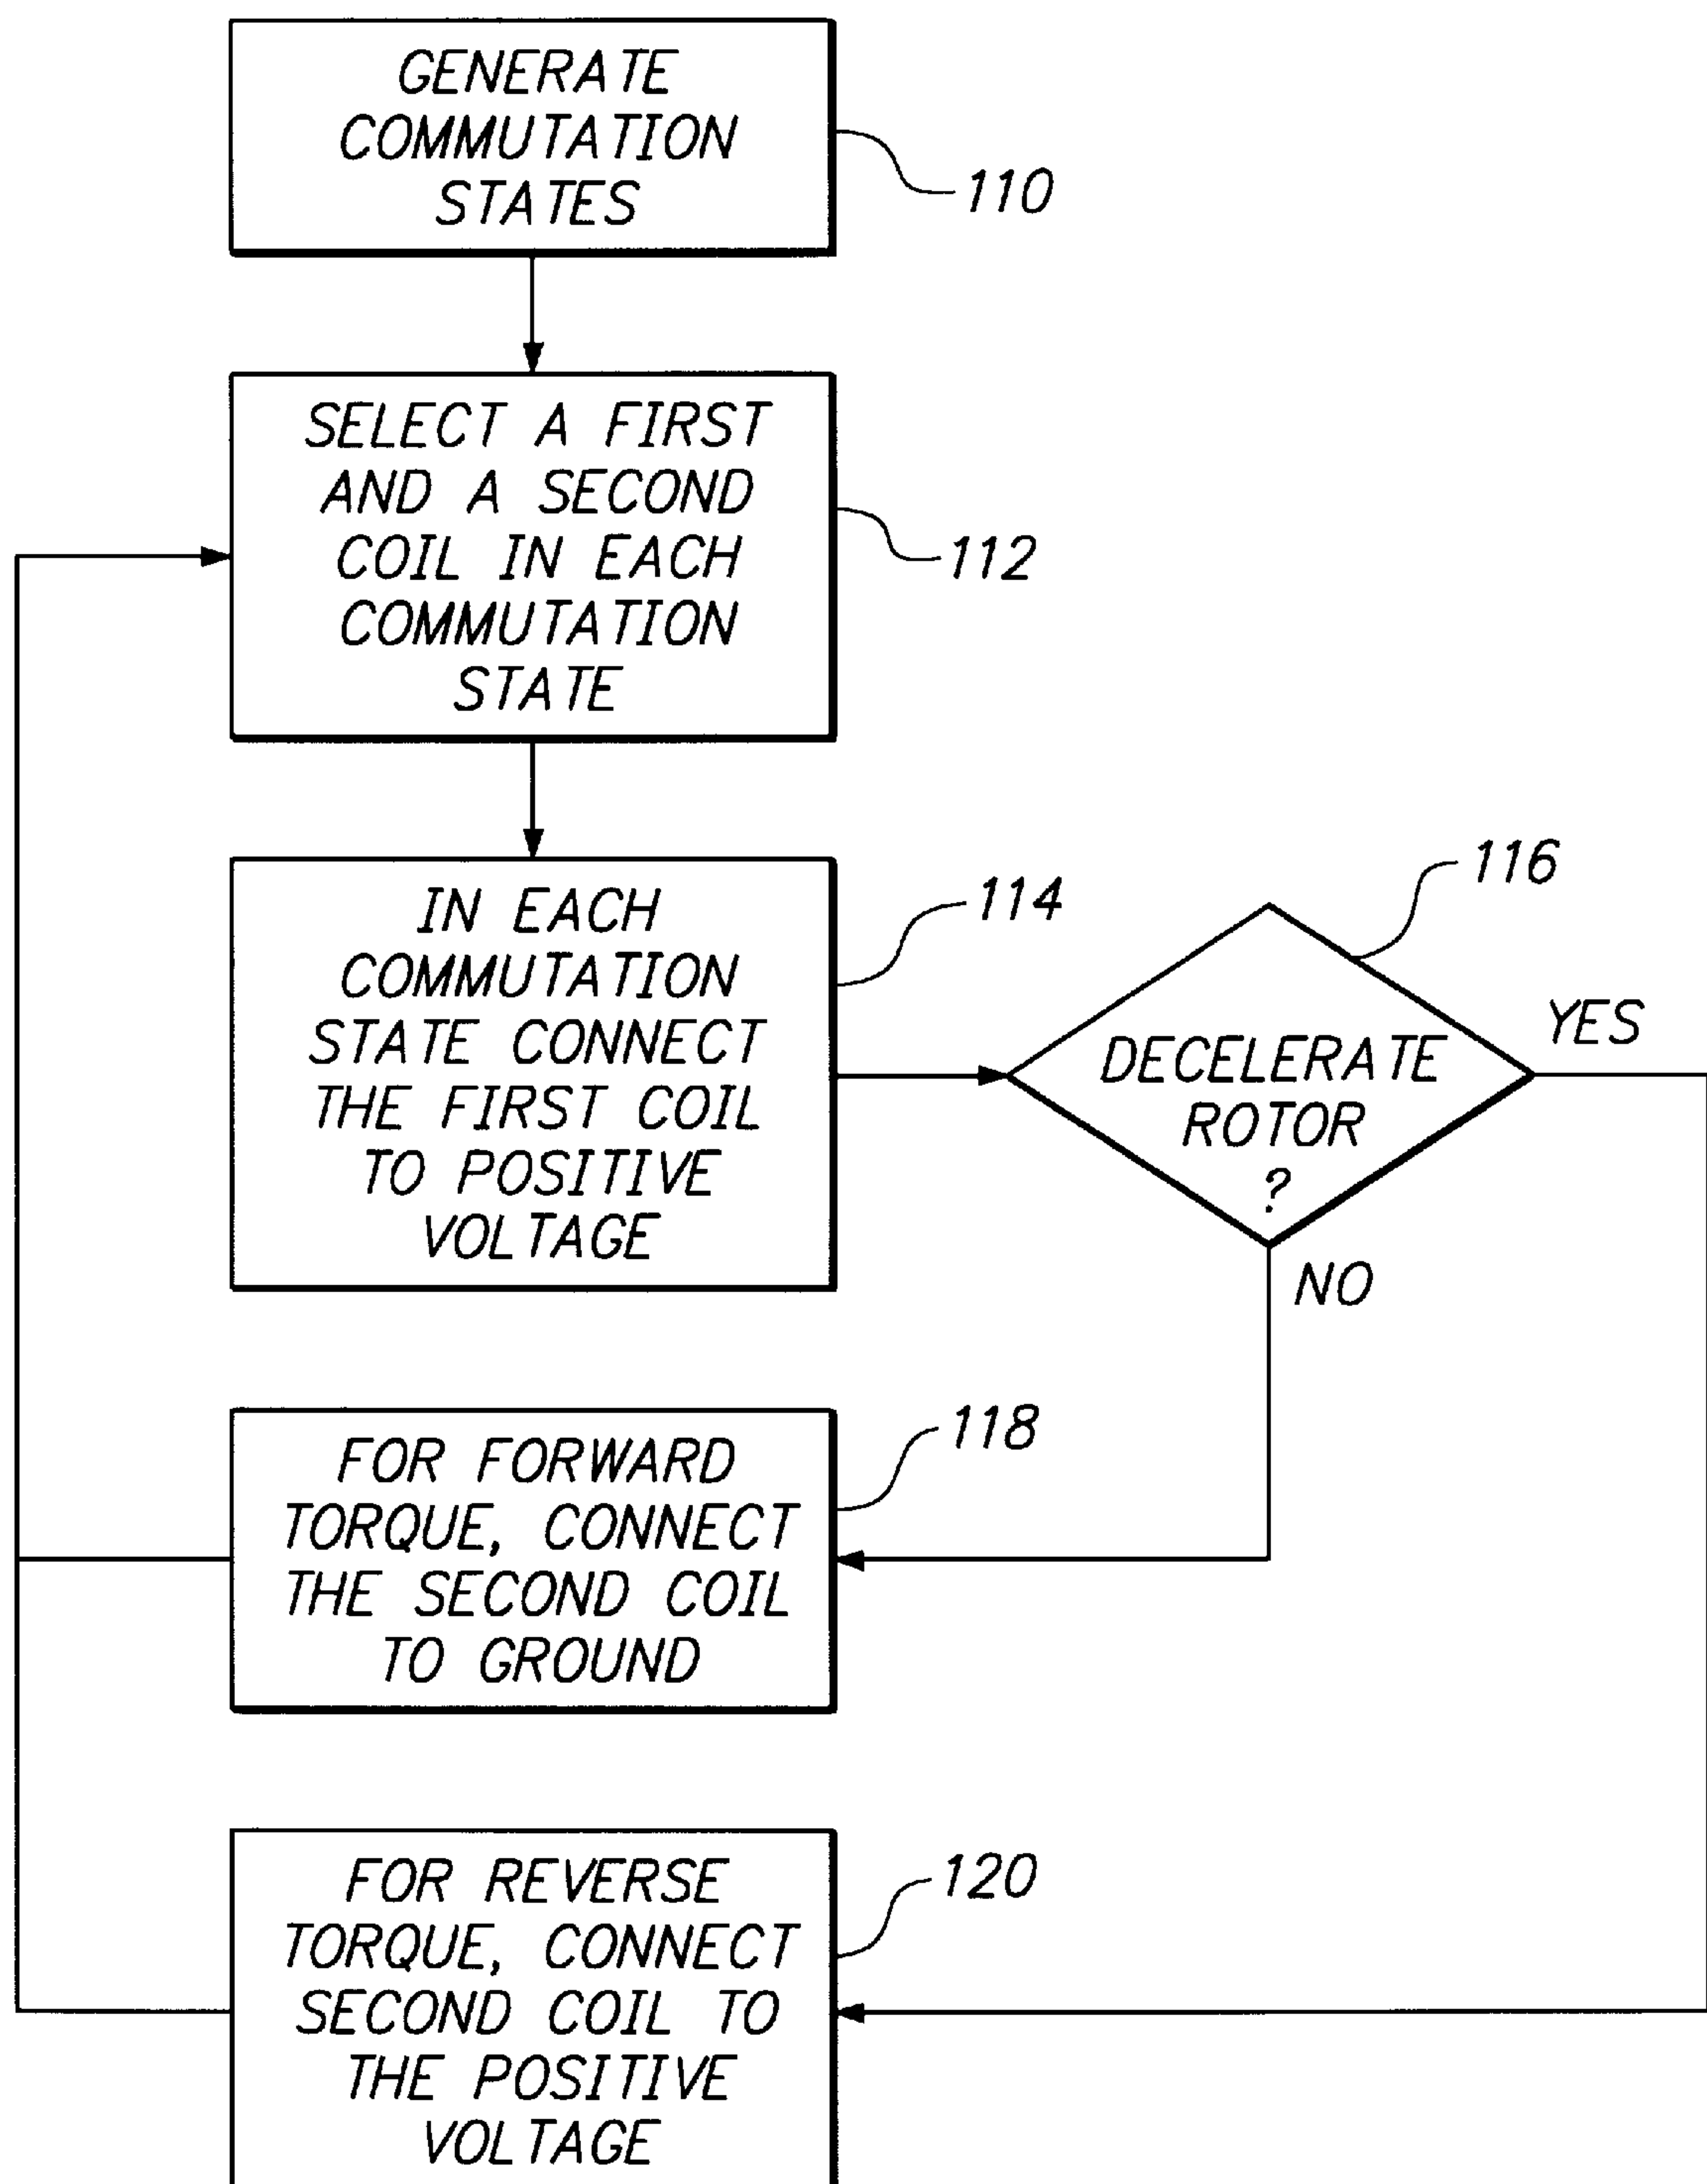 GENERATE
COMMUTATION
STATES
110
SELECT A FIRST
AND A SECOND
COIL IN EACH
COMMUTATION
STATE
112
IN EACH
COMMUTATION
STATE CONNECT
THE FIRST COIL
TO POSITIVE
VOLTAGE
114
116
DECELERATE
ROTOR
?
YES
NO
FOR FORWARD
TORQUE, CONNECT
THE SECOND COIL
TO GROUND
118
FOR REVERSE
TORQUE, CONNECT
SECOND COIL TO
THE POSITIVE
VOLTAGE
120